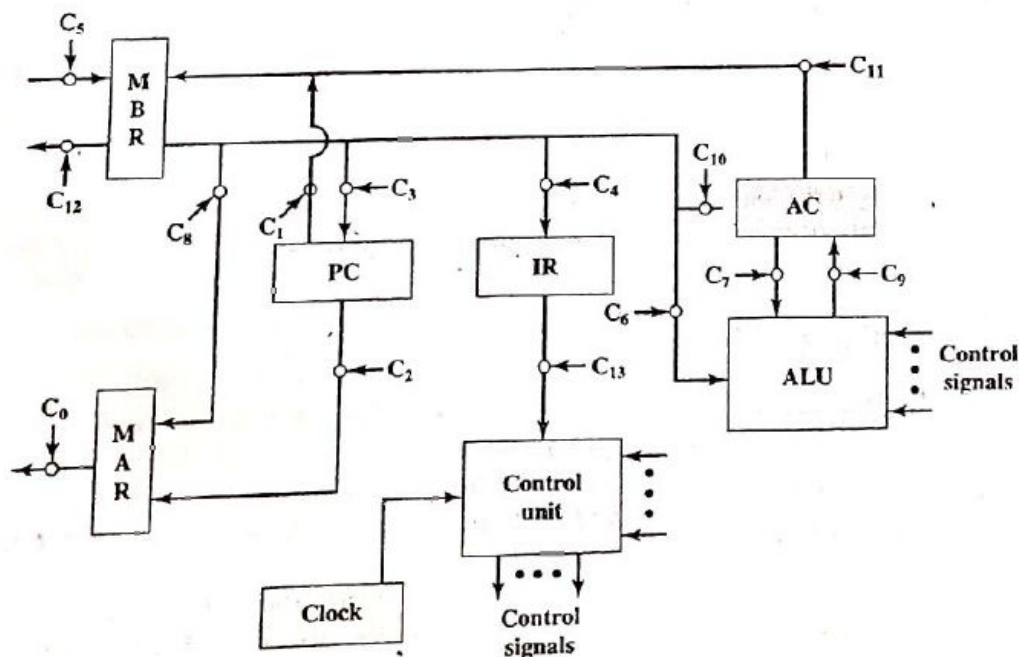 C5
M
B
R
C11
C12
C8
C1
C3
C4
C10
AC
PC
IR
C7
C9
C6
C2
C13
ALU
Control
signals
C0
M
A
R
Control
unit
Clock
Control
signals